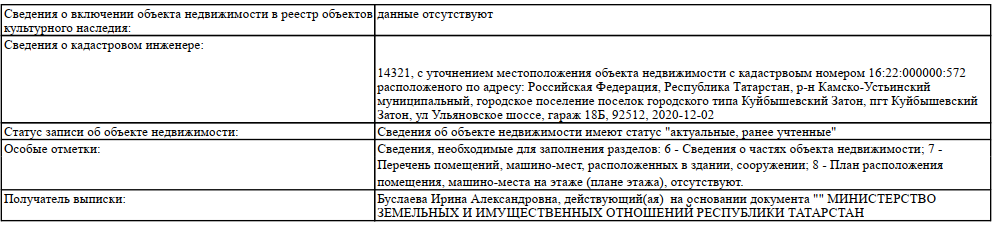 Сведения о включении объекта недвижимости в реестр объектов культурного наследия:
данные отсутствуют
Сведения о кадастровом инженере:
14321, с уточнением местоположения объекта недвижимости с кадастрвоым номером 16:22:000000:572
расположеного по адресу: Российская Федерация, Республика Татарстан, р-н Камско-Устьинский
муниципальный, городское поселение поселок городского типа Куйбышевский Затон, пгт Куйбышевский
Затон, ул Ульяновское шоссе, гараж 18Б, 92512, 2020-12-02
Статус записи об объекте недвижимости:
Сведения об объекте недвижимости имеют статус "актуальные, ранее учтенные"
Особые отметки:
Сведения, необходимые для заполнения разделов: 6 - Сведения о частях объекта недвижимости; 7 -
Перечень помещений, машино-мест, расположенных в здании, сооружении; 8 - План расположения
помещения, машино-места на этаже (плане этажа), отсутствуют.
Получатель выписки:
Буслаева Ирина Александровна, действующий(ая) на основании документа "" МИНИСТЕРСТВО
ЗЕМЕЛЬНЫХ И ИМУЩЕСТВЕННЫХ ОТНОШЕНИЙ РЕСПУБЛИКИ ТАТАРСТАН